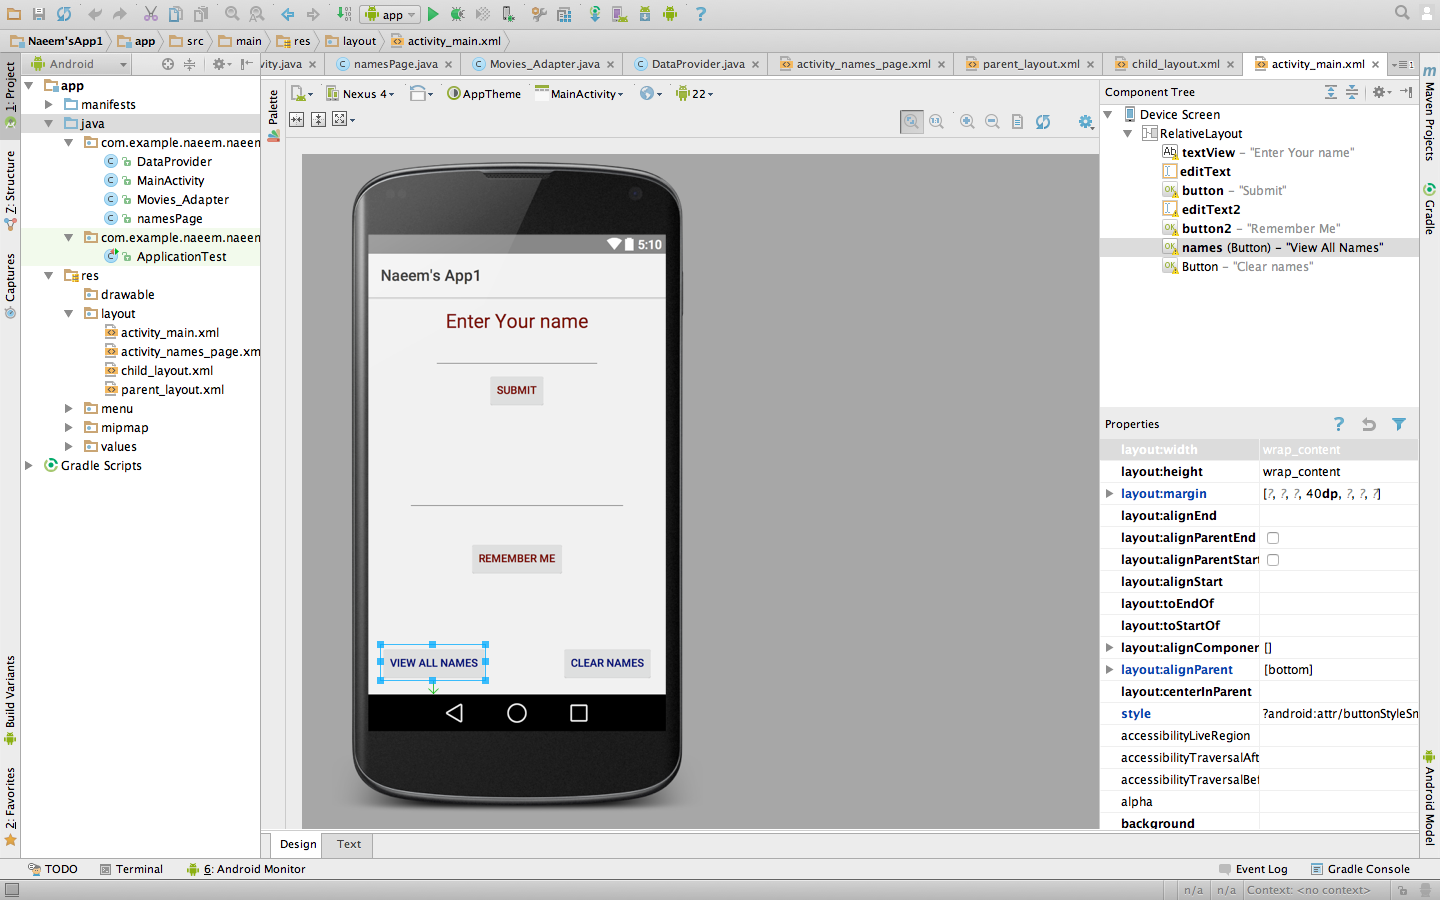 app
Naeem'sApp1 app src main res layout activity_main.xml
Android
ity.java namesPage.java Movies_Adapter.java DataProvider.java activity_names_page.xml parent_layout.xml child_layout.xml activity_main.xml
1
1: Project
Z: Structure
Captures
Build Variants
2: Favorites
app
manifests
java
com.example.naeem.naeem
DataProvider
MainActivity
Movies_Adapter
namesPage
com.example.naeem.naeem
ApplicationTest
res
drawable
layout
activity_main.xml
activity_names_page.xm
child_layout.xml
parent_layout.xml
menu
mipmap
values
Gradle Scripts
Palette
Nexus 4 AppTheme MainActivity 22
5:10
Naeem's App1
Enter Your name
SUBMIT
REMEMBER ME
VIEW ALL NAMES CLEAR NAMES
Design Text
Component Tree
Device Screen
RelativeLayout
Ab textView – "Enter Your name"
editText
OK button – "Submit"
editText2
OK button2 – "Remember Me"
OK names (Button) – "View All Names"
OK Button – "Clear names"
Properties
layout:width wrap_content
layout:height wrap_content
layout:margin [?, ?, ?, 40dp, ?, ?, ?]
layout:alignEnd
layout:alignParentEnd
layout:alignParentStart
layout:alignStart
layout:toEndOf
layout:toStartOf
layout:alignComponer []
layout:alignParent [bottom]
layout:centerInParent
style ?android:attr/buttonStyleSn
accessibilityLiveRegion
accessibilityTraversalAft
accessibilityTraversalBef
alpha
background
Maven Projects
Gradle
Android Model
TODO Terminal 6: Android Monitor Event Log Gradle Console
n/a n/a Context: <no context>